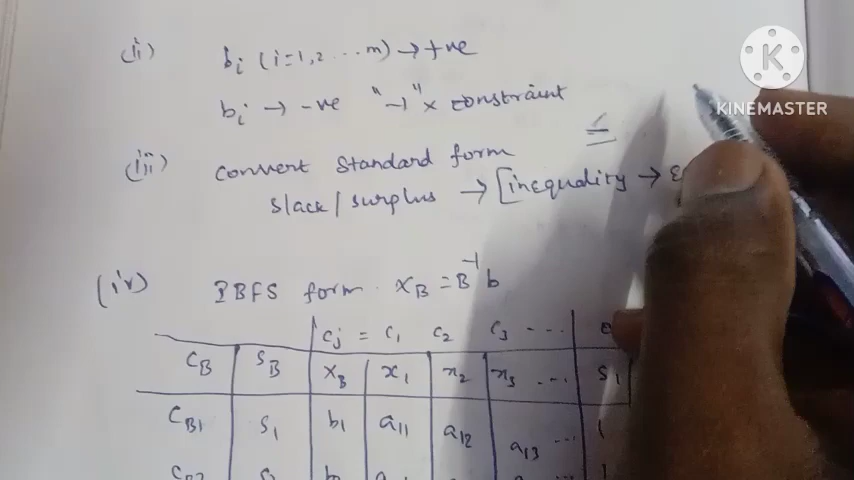 (ii) bi (i=1,2 ... m) → +ve
bi → -ve "-1" x constraint
(iii) convert standard form
slack / surplus → [inequality →
(iv) IBFS form. XB = B⁻¹ b
cj = c1 c2 c3 ...
CB SB XB x1 x2 x3 ... S1
CB1 S1 b1 a11 a12 a13 ... 1
K
KINEMASTER